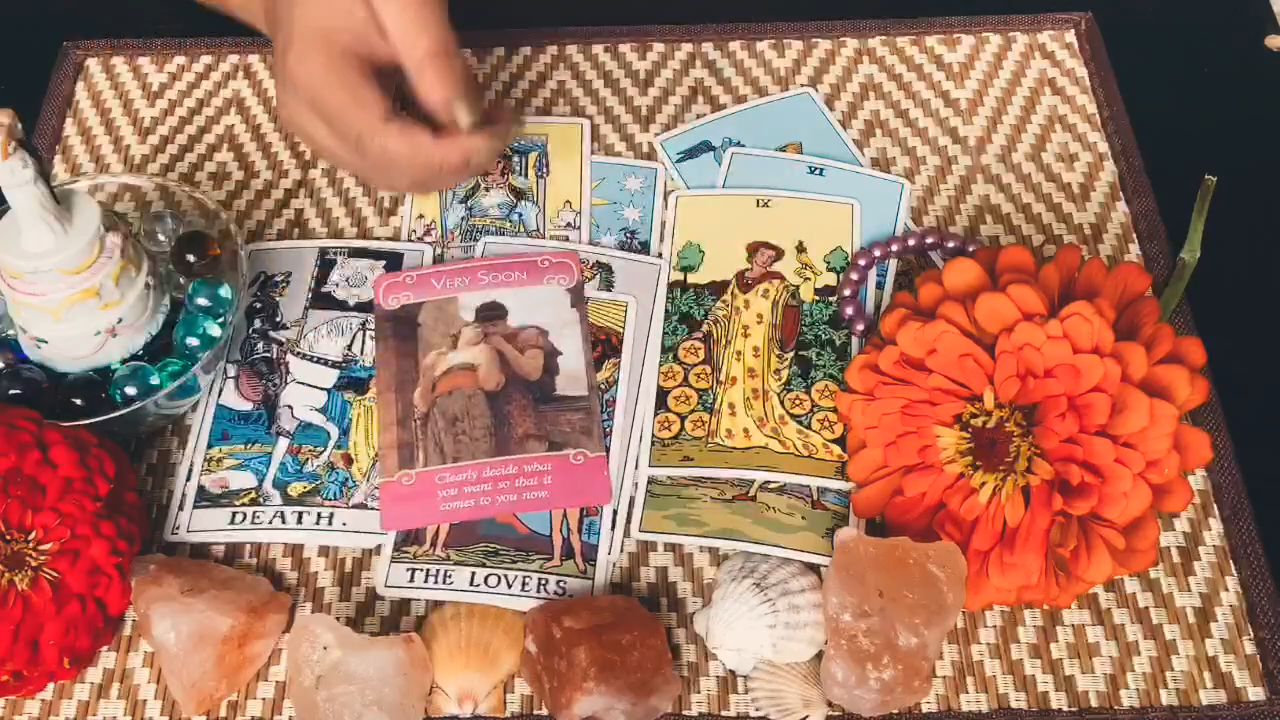 VI
IX
XIII
VERY SOON
Clearly decide what
you want so that it
comes to you now.
DEATH.
THE LOVERS.